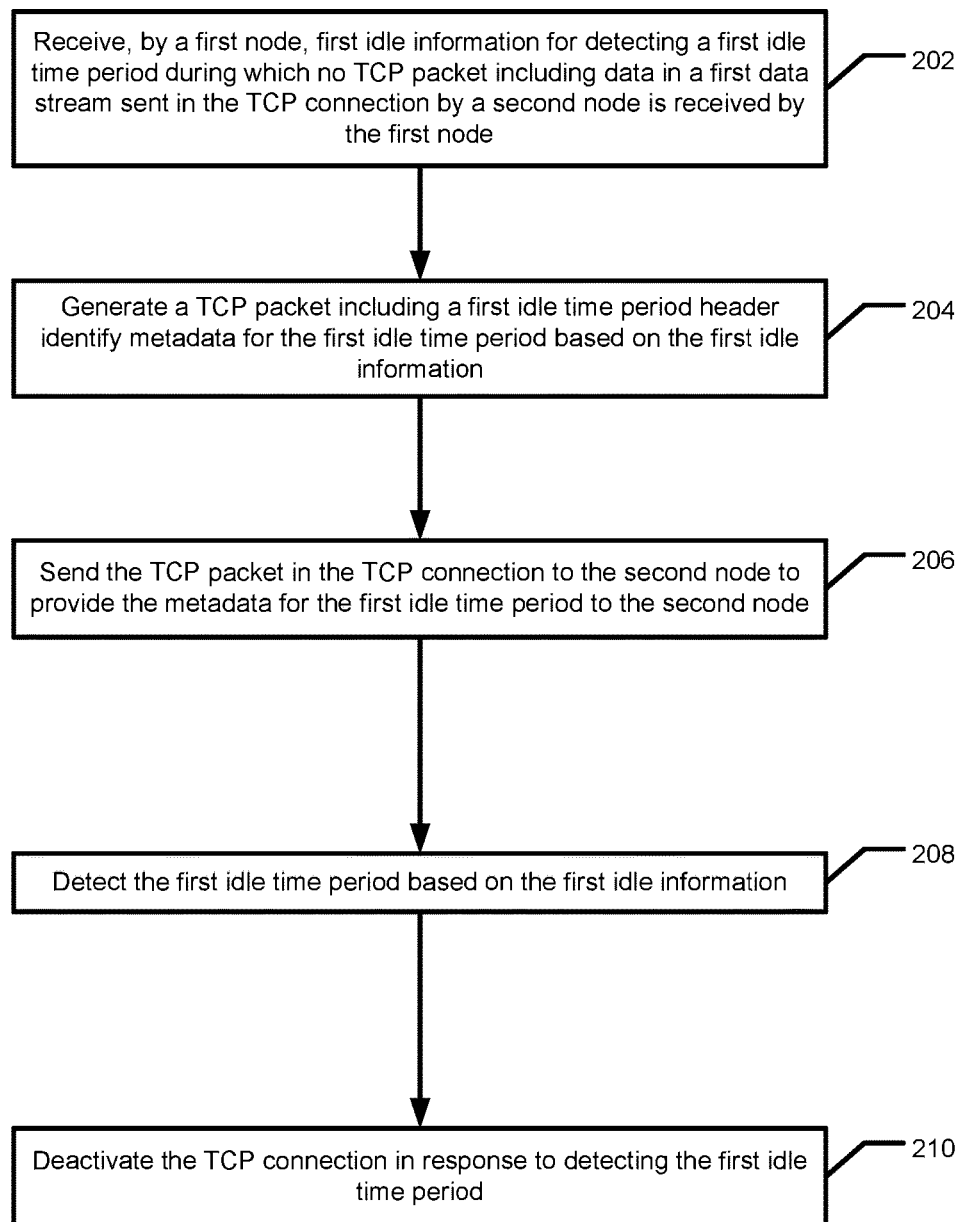 Receive, by a first node, first idle information for detecting a first idle
time period during which no TCP packet including data in a first data
stream sent in the TCP connection by a second node is received by
the first node
202
Generate a TCP packet including a first idle time period header
identify metadata for the first idle time period based on the first idle
information
204
Send the TCP packet in the TCP connection to the second node to
provide the metadata for the first idle time period to the second node
206
Detect the first idle time period based on the first idle information
208
Deactivate the TCP connection in response to detecting the first idle
time period
210